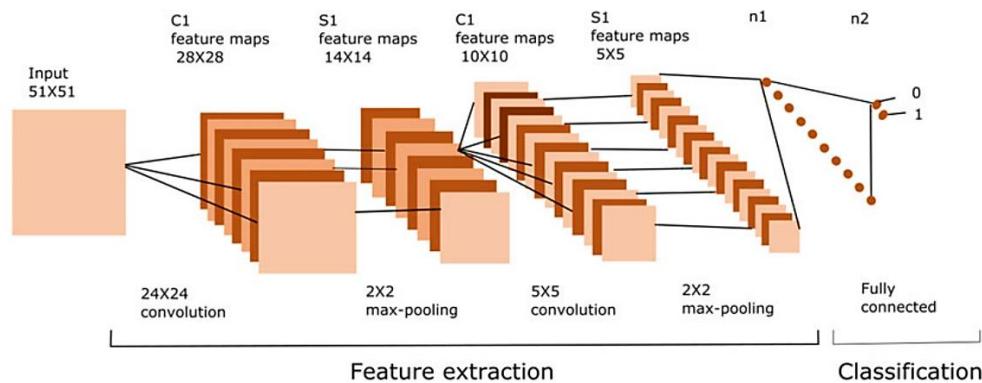 Input
51X51
C1
feature maps
28X28
S1
feature maps
14X14
C1
feature maps
10X10
S1
feature maps
5X5
n1
n2
0
1
24X24
convolution
2X2
max-pooling
5X5
convolution
2X2
max-pooling
Fully
connected
Feature extraction
Classification